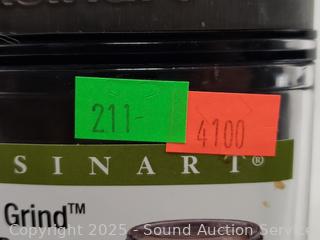 211-
4100
SINART®
Grind™
Copyright 2025 - Sound Auction Service